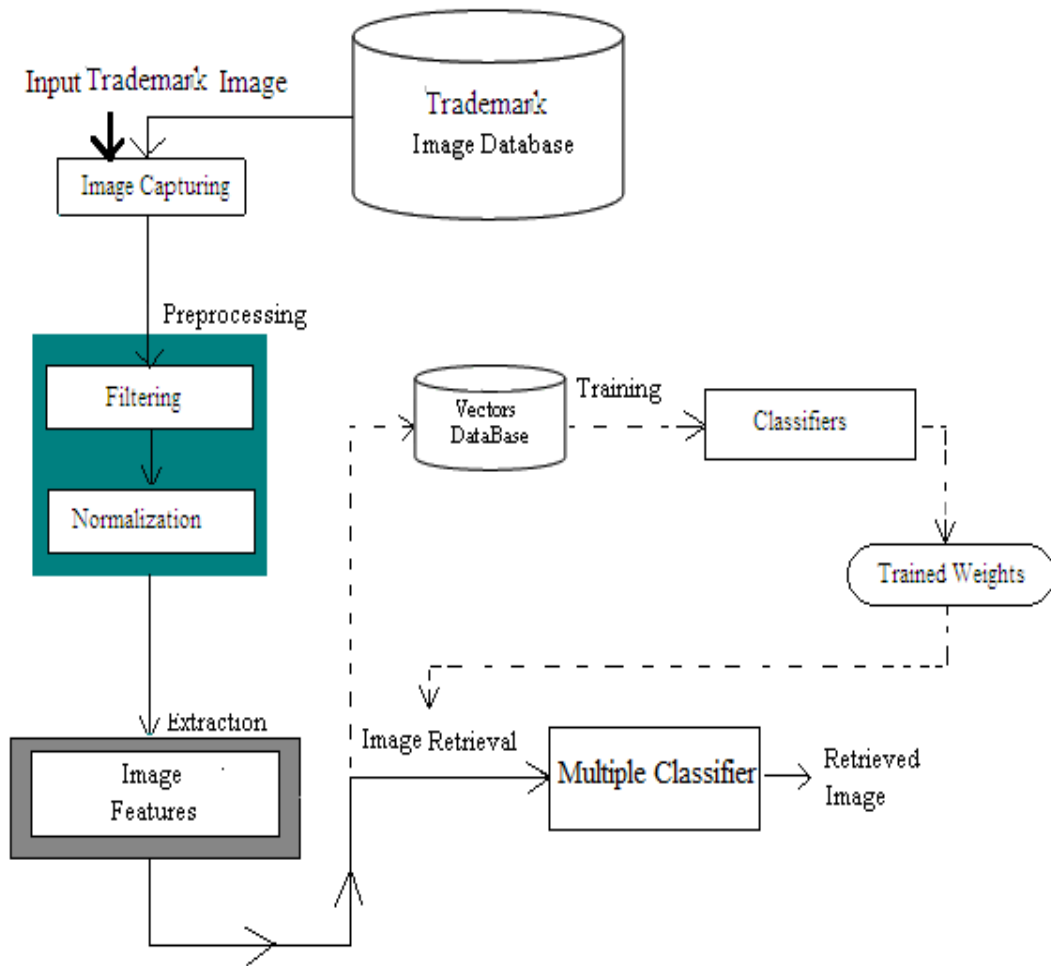 Input Trademark Image
Trademark
Image Database
Image Capturing
Preprocessing
Filtering
Normalization
Vectors
DataBase
Training
Classifiers
Trained Weights
Extraction
Image
Features
Image Retrieval
Multiple Classifier
Retrieved
Image